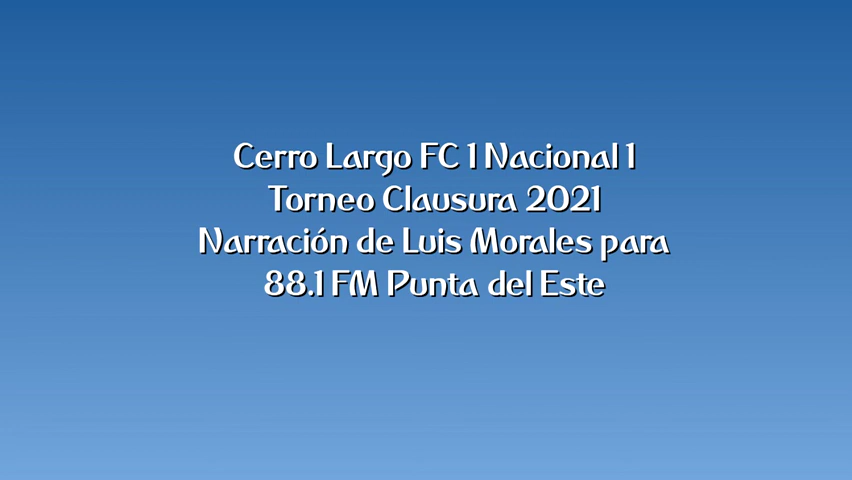 Cerro Largo FC 1 Nacional 1
Torneo Clausura 2021
Narración de Luis Morales para
88.1 FM Punta del Este